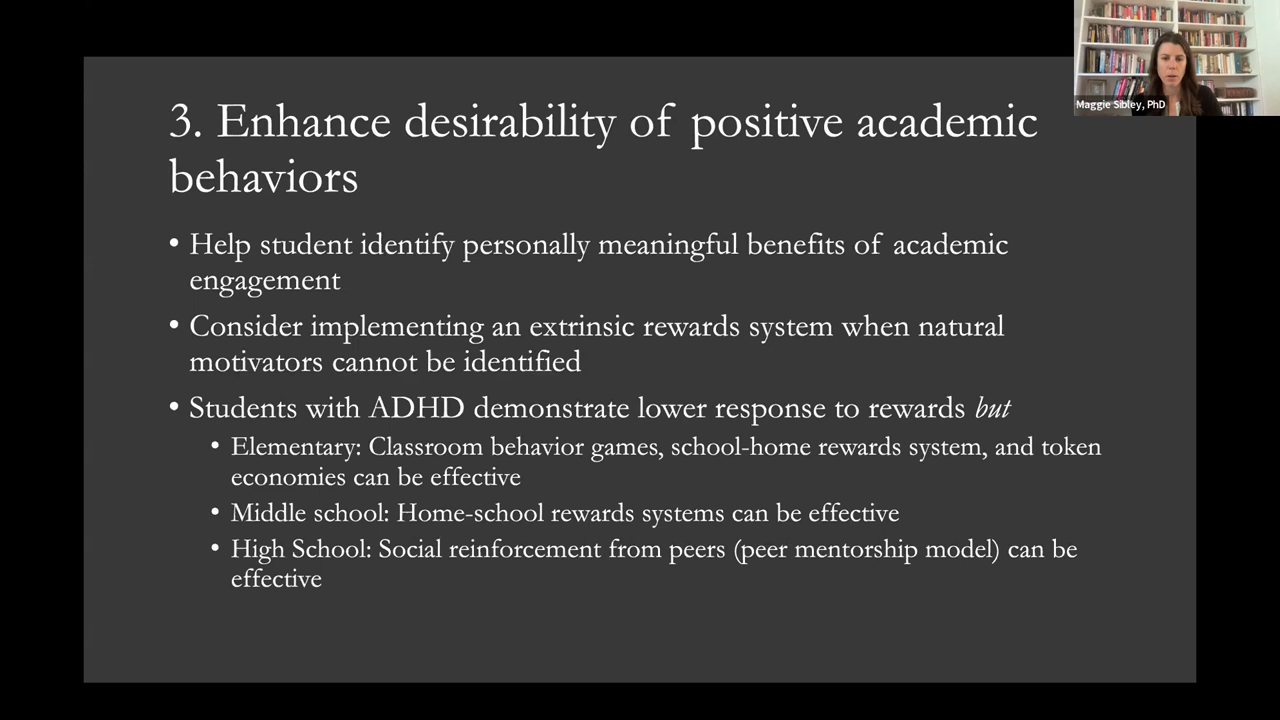 3. Enhance desirability of positive academic
behaviors
• Help student identify personally meaningful benefits of academic
engagement
• Consider implementing an extrinsic rewards system when natural
motivators cannot be identified
• Students with ADHD demonstrate lower response to rewards but
• Elementary: Classroom behavior games, school-home rewards system, and token
economies can be effective
• Middle school: Home-school rewards systems can be effective
• High School: Social reinforcement from peers (peer mentorship model) can be
effective
Maggie Sibley, PhD